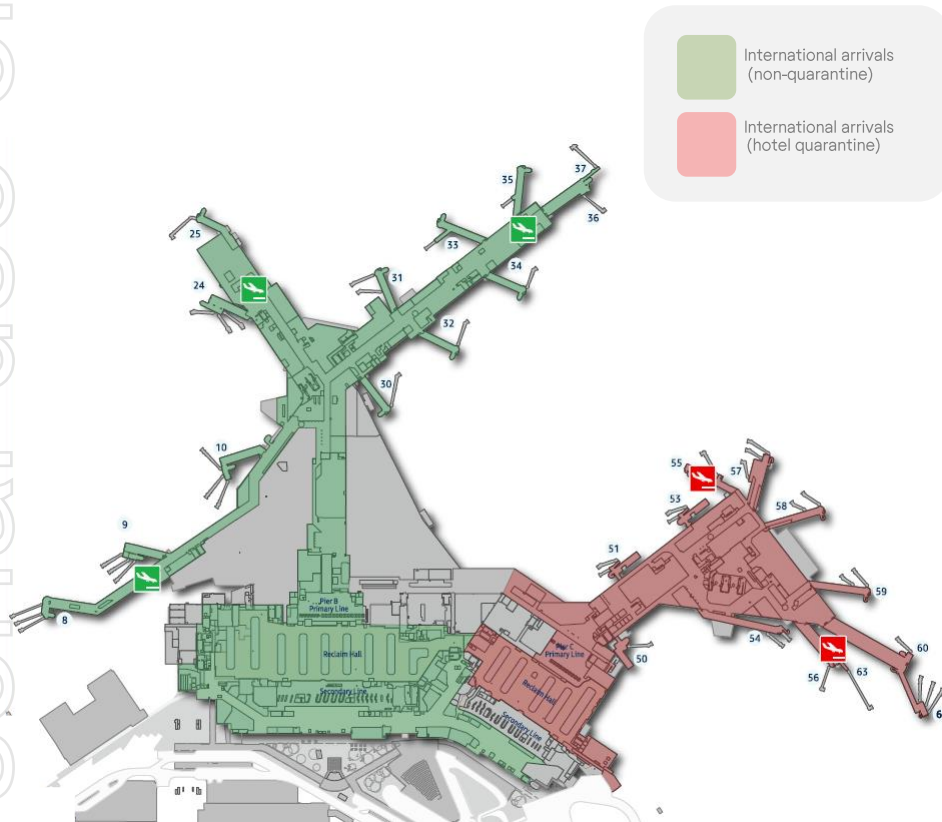 International arrivals
(non-quarantine)
International arrivals
(hotel quarantine)
37
35
36
25
33
34
24
31
32
30
10
55
57
53
58
9
51
59
8
Pier B
Primary Line
54
Pier C
Primary Line
50
60
Reclaim Hall
56
63
Reclaim Hall
Secondary Line
Secondary Line